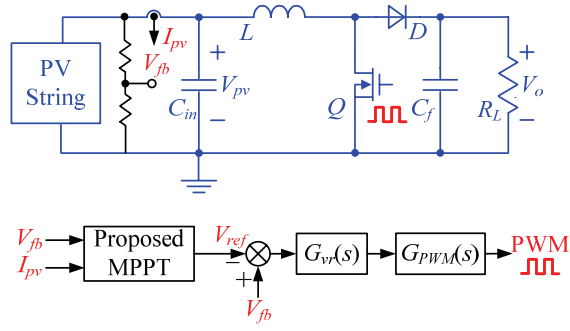 PV
String
I_pv
V_fb
C_in
+
V_pv
−
L
Q
D
C_f
R_L
+
V_o
−
V_fb
I_pv
Proposed
MPPT
V_ref
−
+
V_fb
G_vr(s)
G_PWM(s)
PWM